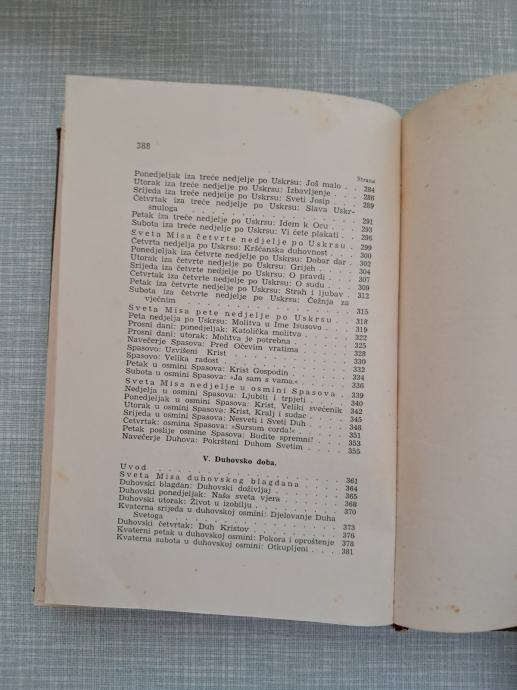 388
Strana
Ponedjeljak iza treće nedjelje po Uskrsu: Još malo . . 284
Utorak iza treće nedjelje po Uskrsu: Izbavljenje . . 286
Srijeda iza treće nedjelje po Uskrsu: Sveti Josip . . . 289
Četvrtak iza treće nedjelje po Uskrsu: Slava Uskr-
snuloga . . . . . . . . . . 291
Petak iza treće nedjelje po Uskrsu: Idem k Ocu . . 293
Subota iza treće nedjelje po Uskrsu: Vi ćete plakati . . 296
Sveta Misa četvrte nedjelje po Uskrsu . 299
Četvrta nedjelja po Uskrsu: Kršćanska duhovnost . . 300
Ponedjeljak iza četvrte nedjelje po Uskrsu: Dobar dar . 302
Utorak iza četvrte nedjelje po Uskrsu: Grijeh . . . 304
Srijeda iza četvrte nedjelje po Uskrsu: O pravdi . . . 307
Četvrtak iza četvrte nedjelje po Uskrsu: O sudu . . . 309
Petak iza četvrte nedjelje po Uskrsu: Strah i ljubav . 312
Subota iza četvrte nedjelje po Uskrsu: Čežnja za
vječnim . . . . . . . . . . 315
Sveta Misa pete nedjelje po Uskrsu . . 318
Peta nedjelja po Uskrsu: Molitva u Ime Isusovo . . 319
Prosni dani: ponedjeljak: Katolička molitva . . . 322
Prosni dani: utorak: Molitva je potrebna . . . . 325
Navečerje Spasova: Pred Očevim vratima . . . . 328
Spasovo: Uzvišeni Krist . . . . . . . 330
Spasovo: Velika radost . . . . . . . 332
Petak u osmini Spasova: Krist Gospodin . . . . 334
Subota u osmini Spasova: »Ja sam s vama.« . . . 336
Sveta Misa nedjelje u osmini Spasova . 339
Nedjelja u osmini Spasova: Ljubiti i trpjeti . . . 340
Ponedjeljak u osmini Spasova: Krist, Veliki svećenik 342
Utorak u osmini Spasova: Krist, Kralj i sudac . . . 345
Srijeda u osmini Spasova: Nesveti i Sveti Duh . . . 348
Četvrtak: osmina Spasova: »Sursum corda!« . . . 351
Petak poslije osmine Spasova: Budite spremni! . . . 353
Navečerje Duhova: Pokršteni Duhom Svetim . . . 355
V. Duhovsko doba.
Uvod . . . . . . . . . . . 361
Sveta Misa duhovskog blagdana . . . . 364
Duhovski blagdan: Duhovski doživljaj . . . . . 365
Duhovski ponedjeljak: Naša sveta vjera . . . . 368
Duhovski utorak: Život u izobilju . . . . . . 370
Kvaterna srijeda u duhovskoj osmini: Djelovanje Duha
Svetoga . . . . . . . . . . 373
Duhovski četvrtak: Duh Kristov . . . . . . 376
Kvaterni petak u duhovskoj osmini: Pokora i oproštenje 378
Kvaterna subota u duhovskoj osmini: Otkupljeni . . . 381